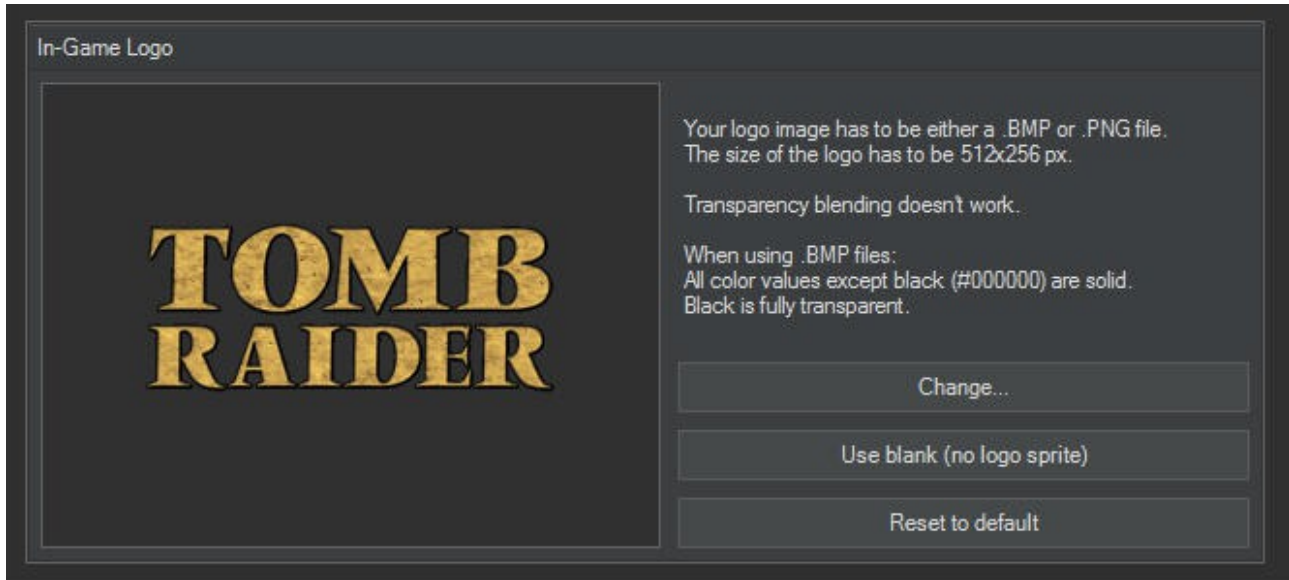 In-Game Logo
TOMB
RAIDER
Your logo image has to be either a .BMP or .PNG file.
The size of the logo has to be 512x256 px.
Transparency blending doesn't work.
When using .BMP files:
All color values except black (#000000) are solid.
Black is fully transparent.
Change...
Use blank (no logo sprite)
Reset to default